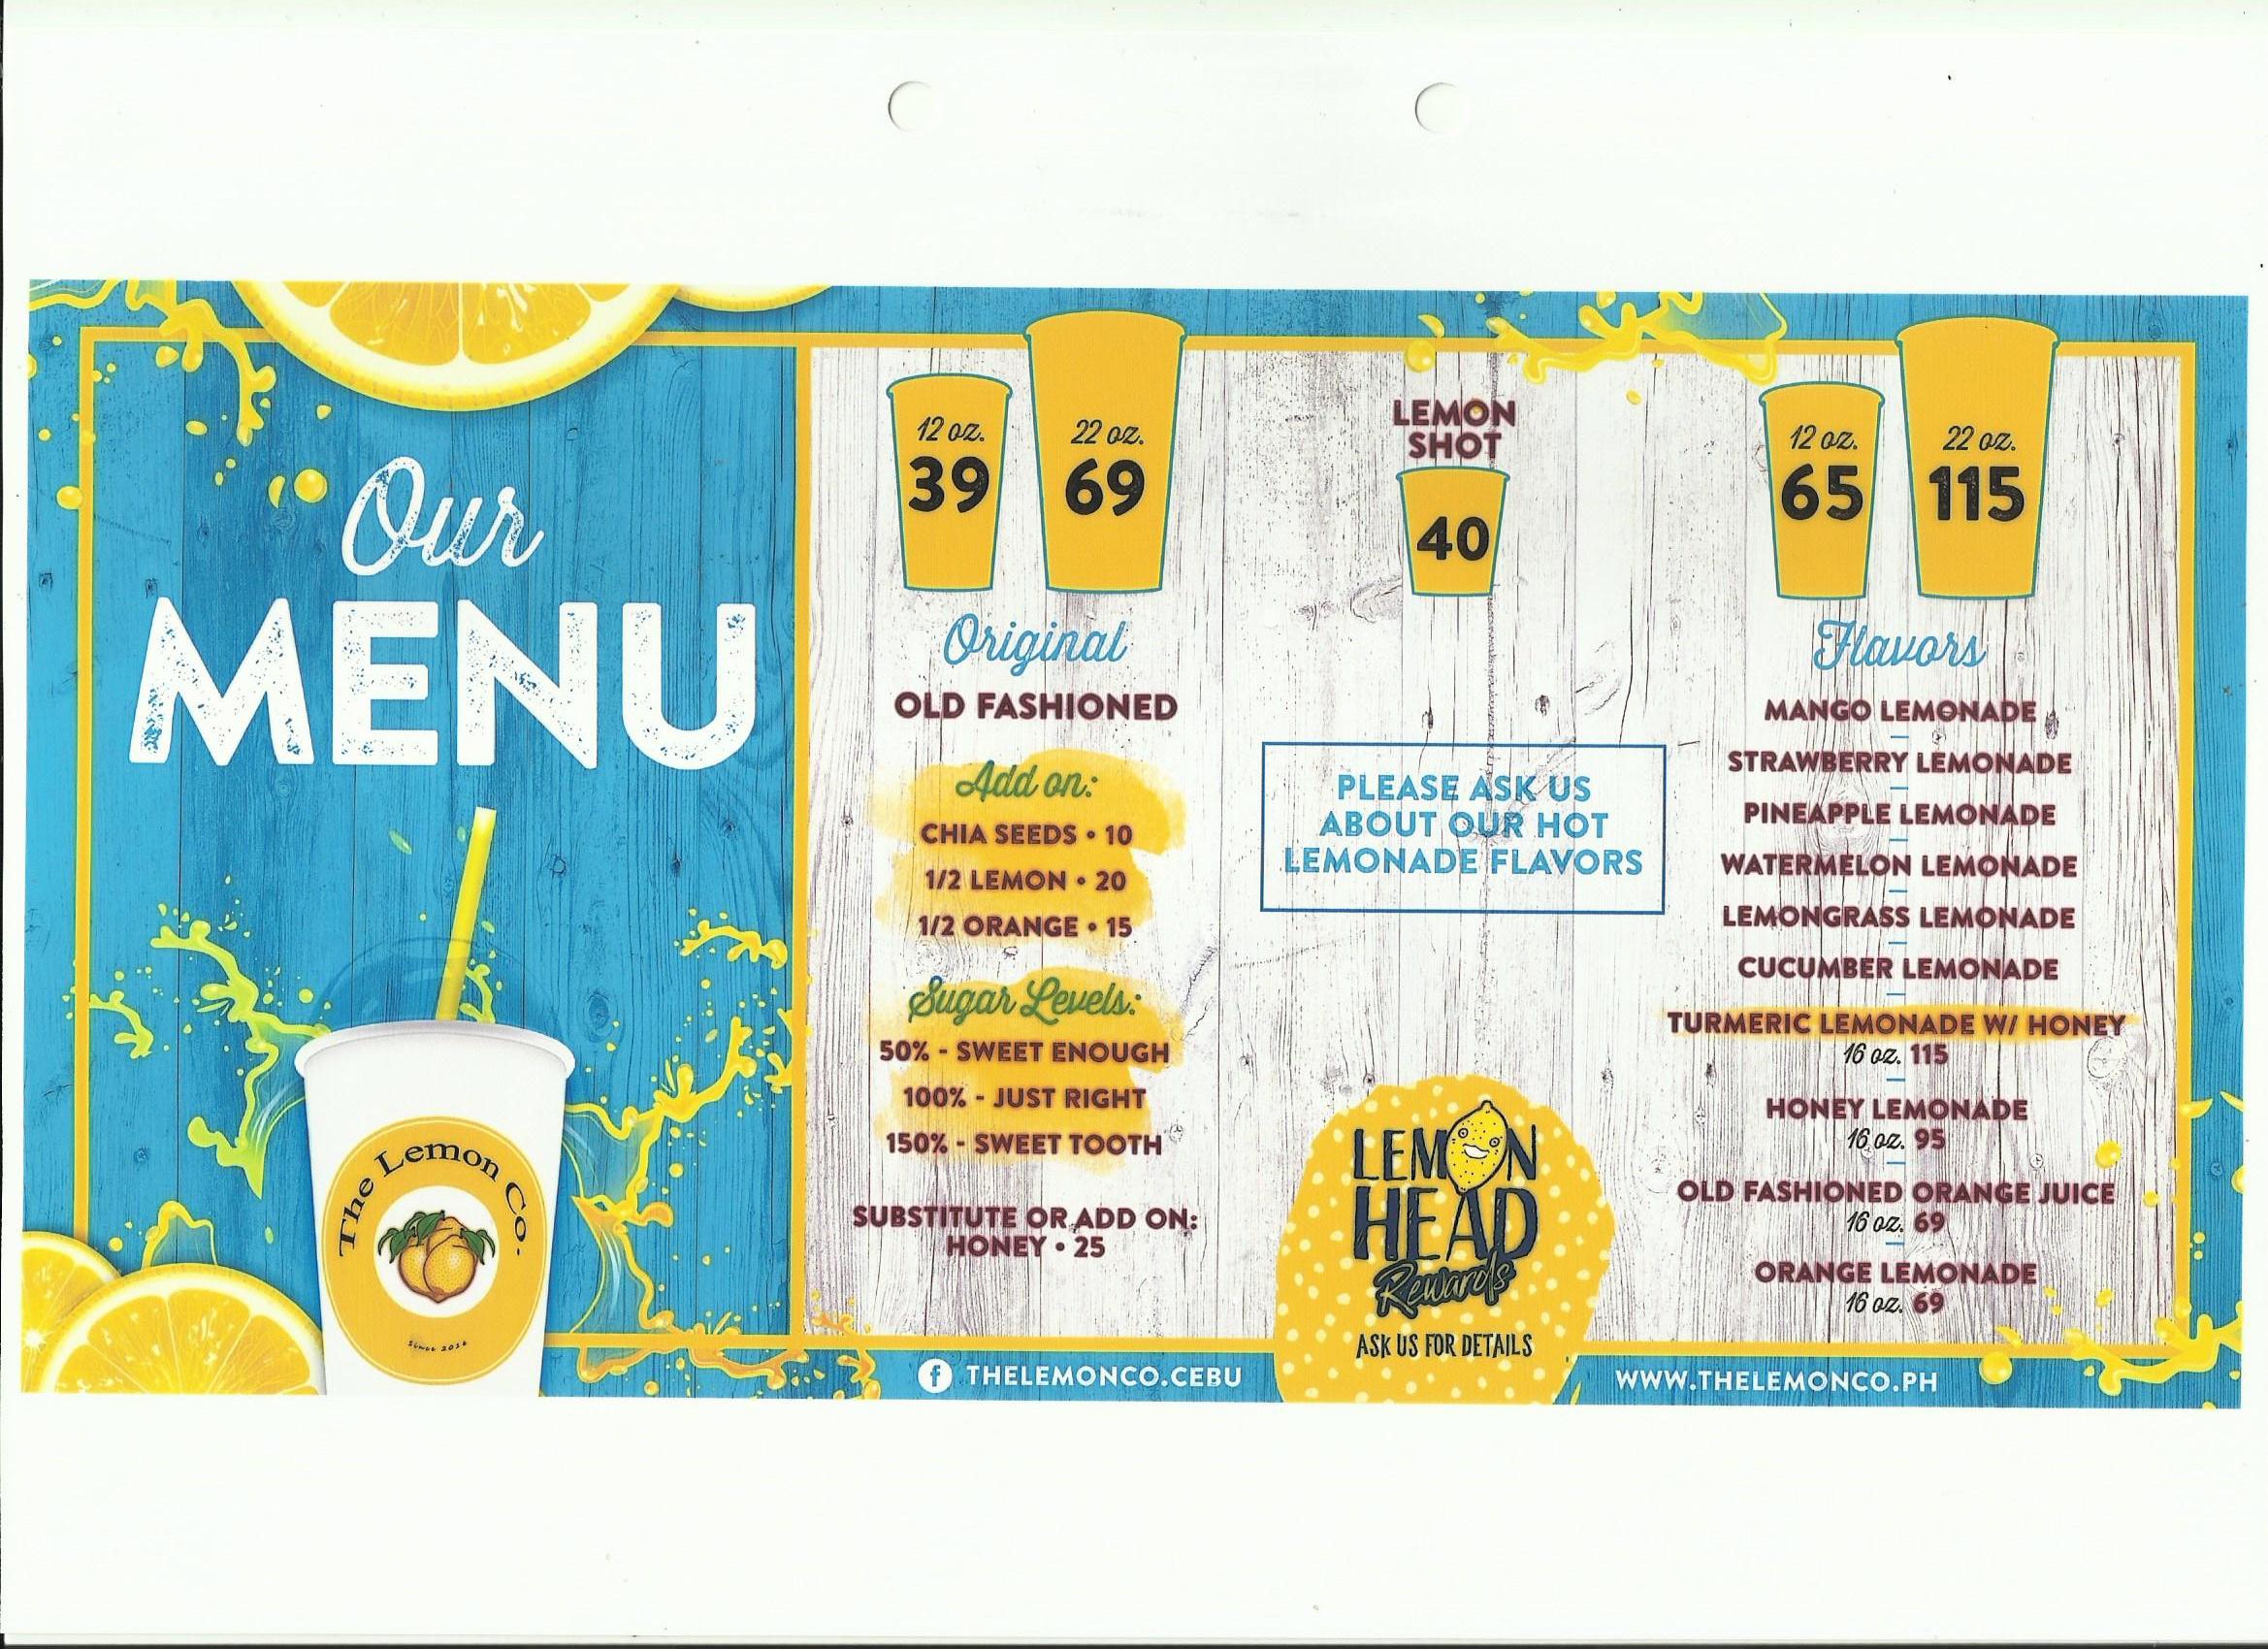 Our
MENU
The Lemon Co.
Since 2016
12 oz.
39
22 oz.
69
Original
OLD FASHIONED
Add on:
CHIA SEEDS • 10
1/2 LEMON • 20
1/2 ORANGE • 15
Sugar Levels:
50% - SWEET ENOUGH
100% - JUST RIGHT
150% - SWEET TOOTH
SUBSTITUTE OR ADD ON:
HONEY • 25
LEMON
SHOT
40
PLEASE ASK US
ABOUT OUR HOT
LEMONADE FLAVORS
LEMON
HEAD
Rewards
ASK US FOR DETAILS
12 oz.
65
22 oz.
115
Flavors
MANGO LEMONADE
STRAWBERRY LEMONADE
PINEAPPLE LEMONADE
WATERMELON LEMONADE
LEMONGRASS LEMONADE
CUCUMBER LEMONADE
TURMERIC LEMONADE W/ HONEY
16 oz. 115
HONEY LEMONADE
16 oz. 95
OLD FASHIONED ORANGE JUICE
16 oz. 69
ORANGE LEMONADE
16 oz. 69
f THELEMONCO.CEBU
WWW.THELEMONCO.PH